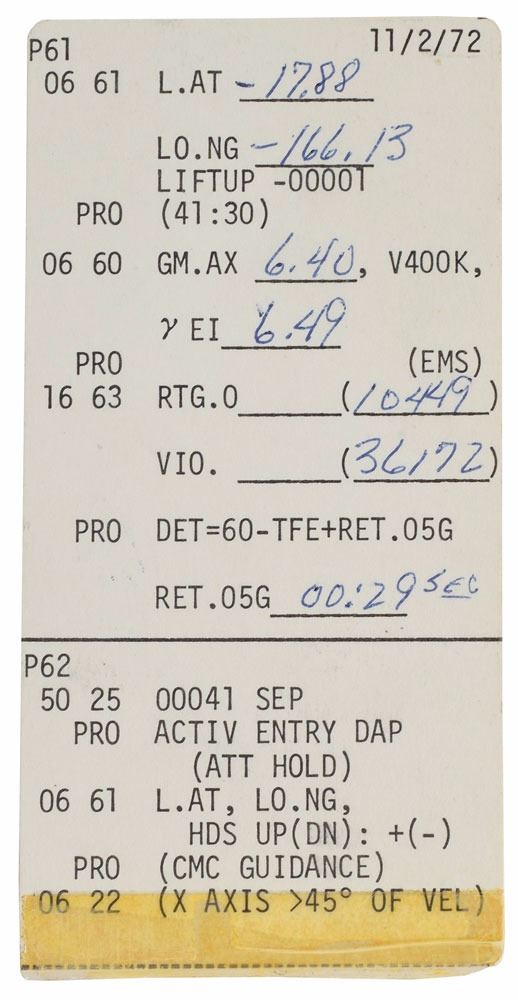 P61 11/2/72
06 61 L.AT -17.88
LO.NG -166.13
LIFTUP -00001
PRO (41:30)
06 60 GM.AX 6.40, V400K,
γ EI 6.49
PRO (EMS)
16 63 RTG.O (10449)
VIO. (36172)
PRO DET=60-TFE+RET.05G
RET.05G 00:29 SEC
P62
50 25 00041 SEP
PRO ACTIV ENTRY DAP
(ATT HOLD)
06 61 L.AT, LO.NG,
HDS UP(DN): +(-)
PRO (CMC GUIDANCE)
06 22 (X AXIS >45° OF VEL)